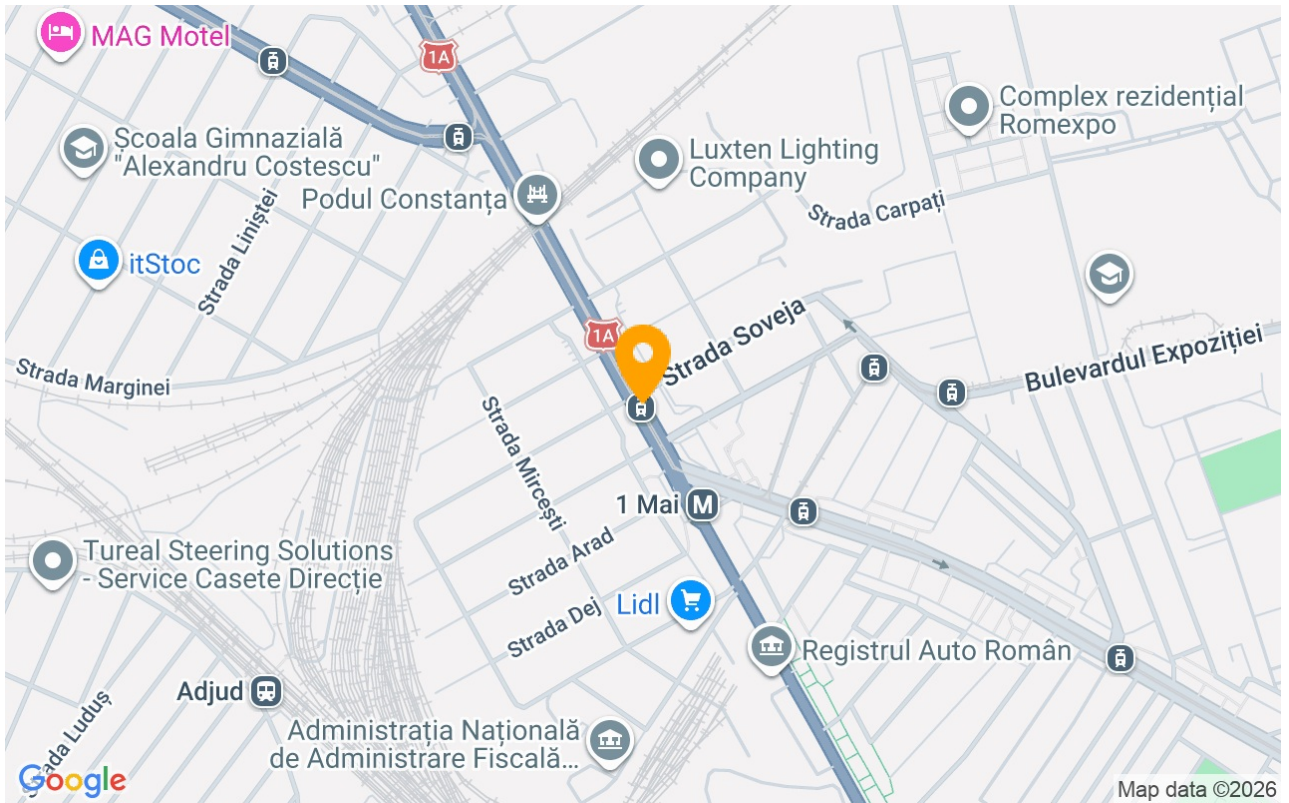 MAG Motel
1A
Școala Gimnazială
"Alexandru Costescu"
Podul Constanța
Luxten Lighting
Company
Complex rezidențial
Romexpo
Strada Carpați
Strada Liniștei
itStoc
1A
Strada Soveja
Bulevardul Expoziției
Strada Marginei
Strada Mircești
1 Mai
M
Strada Arad
Tureal Steering Solutions
- Service Casete Direcție
Strada Dej
Lidl
Registrul Auto Român
Adjud
Administrația Națională
de Administrare Fiscală...
Strada Luduș
Google
Map data ©2026